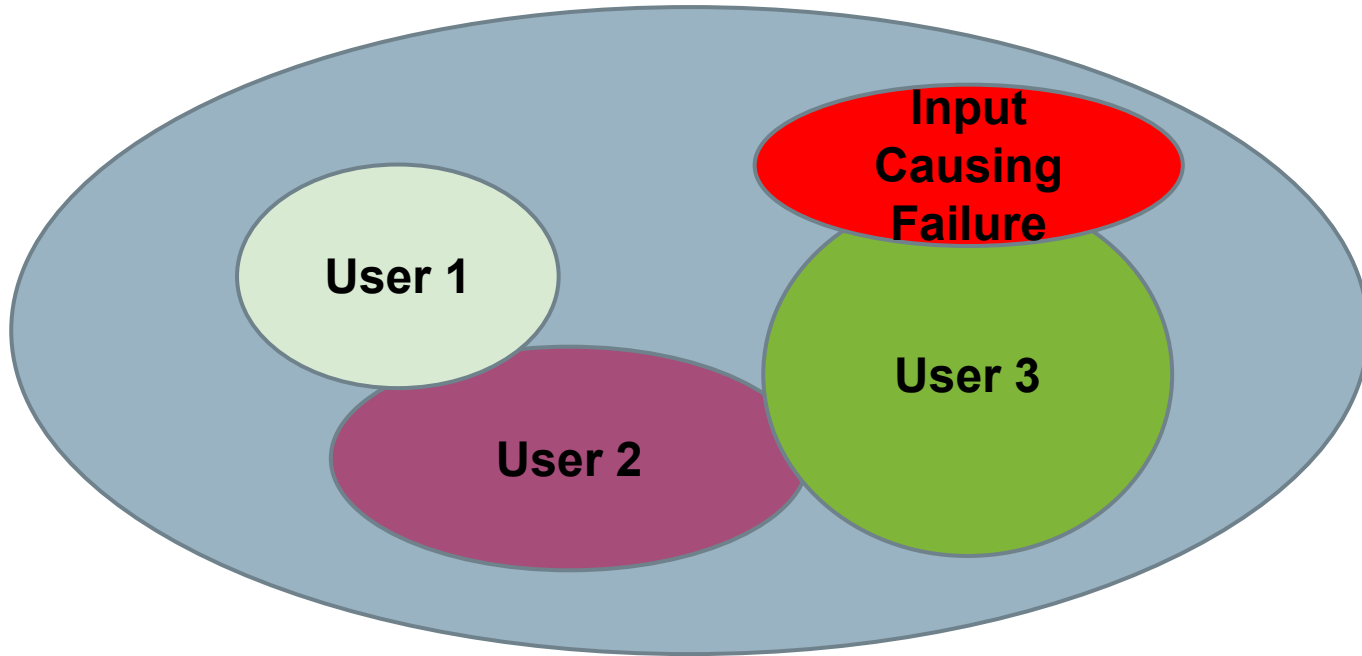 Input
Causing
Failure
User 1
User 3
User 2